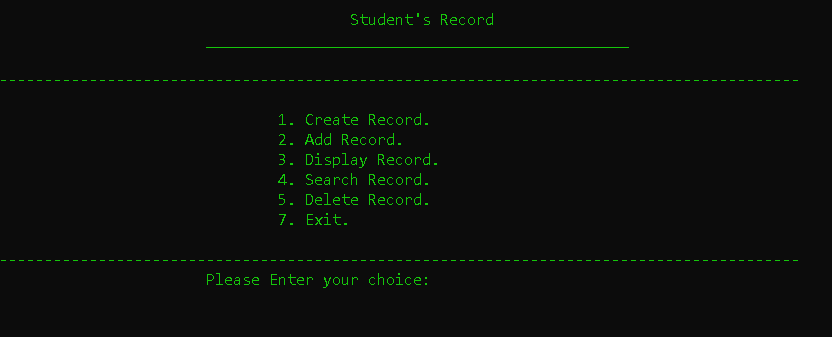 Student's Record
_______________________________________________
-----------------------------------------------------------------------------------------
1. Create Record.
2. Add Record.
3. Display Record.
4. Search Record.
5. Delete Record.
7. Exit.
-----------------------------------------------------------------------------------------
Please Enter your choice: